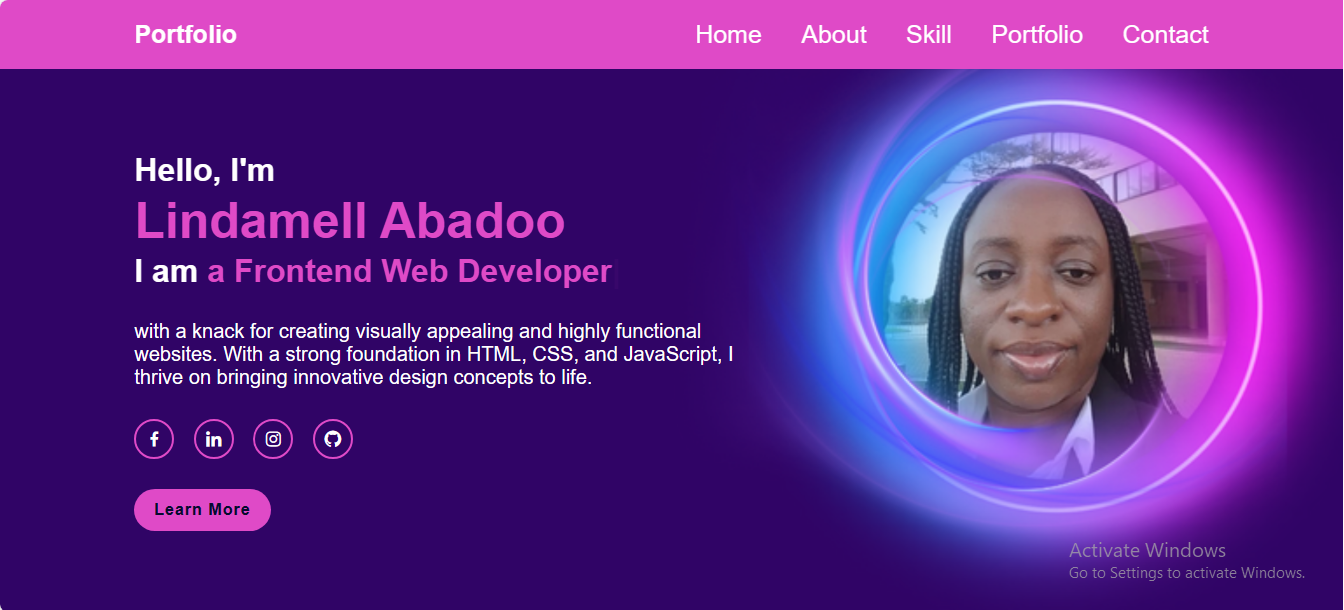 Portfolio
Home About Skill Portfolio Contact
Hello, I'm
Lindamell Abadoo
I am a Frontend Web Developer
with a knack for creating visually appealing and highly functional
websites. With a strong foundation in HTML, CSS, and JavaScript, I
thrive on bringing innovative design concepts to life.
Learn More
Activate Windows
Go to Settings to activate Windows.